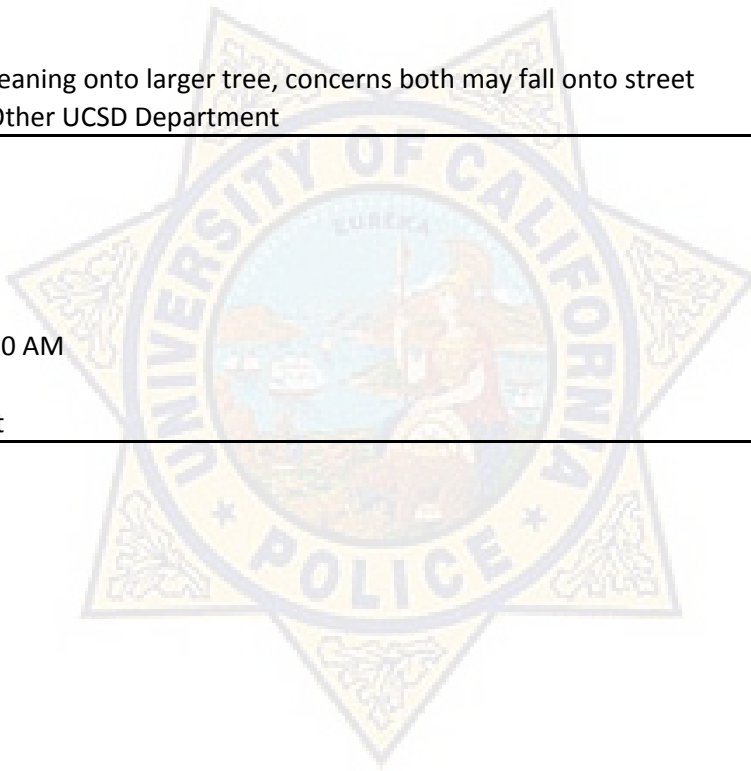 eaning onto larger tree, concerns both may fall onto street
Other UCSD Department
UNIVERSITY OF CALIFORNIA
EUREKA
0 AM
t
* POLICE *